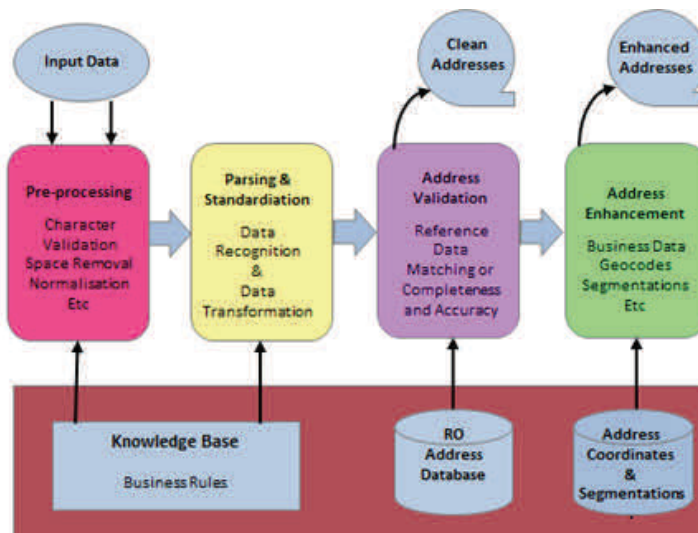 Input Data
Clean
Addresses
Enhanced
Addresses
Pre-processing
Character
Validation
Space Removal
Normalisation
Etc
Parsing &
Standardiation
Data
Recognition
&
Data
Transformation
Address
Validation
Reference
Data
Matching or
Completeness
and Accuracy
Address
Enhancement
Business Data
Geocodes
Segmentations
Etc
Knowledge Base
Business Rules
RO
Address
Database
Address
Coordinates
&
Segmentations